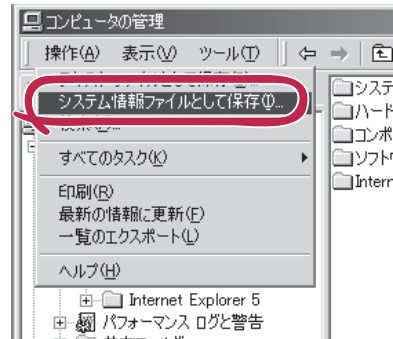 コンピュータの管理
操作(A) 表示(V) ツール(T)
システム情報ファイルとして保存(I)...
すべてのタスク(K)
印刷(R)
最新の情報に更新(F)
一覧のエクスポート(L)
ヘルプ(H)
システ
ハード
コンポ
ソフト
Intern
Internet Explorer 5
パフォーマンス ログと警告